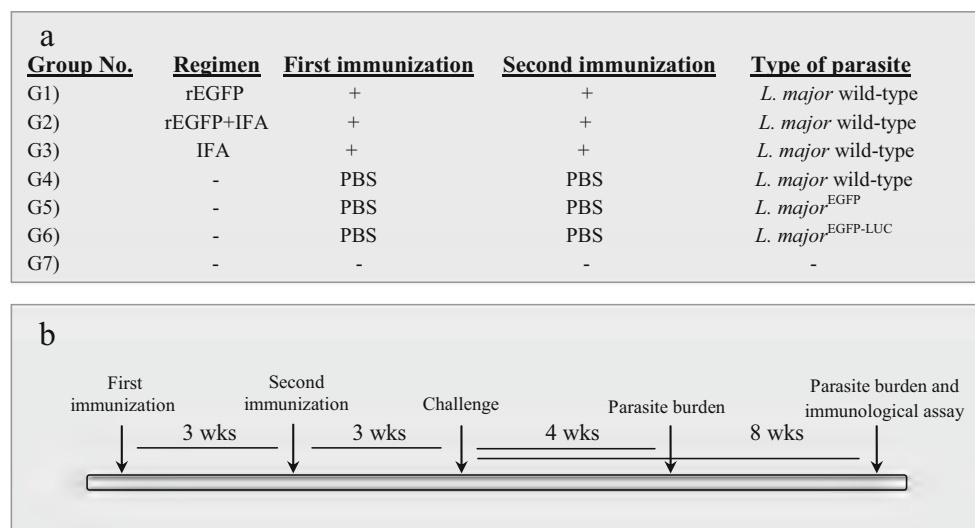 a
Group No. Regimen First immunization Second immunization Type of parasite
G1) rEGFP + + L. major wild-type
G2) rEGFP+IFA + + L. major wild-type
G3) IFA + + L. major wild-type
G4) - PBS PBS L. major wild-type
G5) - PBS PBS L. major EGFP
G6) - PBS PBS L. major EGFP-LUC
G7) - - - -
b
First
immunization
Second
immunization
Challenge
Parasite burden
Parasite burden and
immunological assay
3 wks
3 wks
4 wks
8 wks